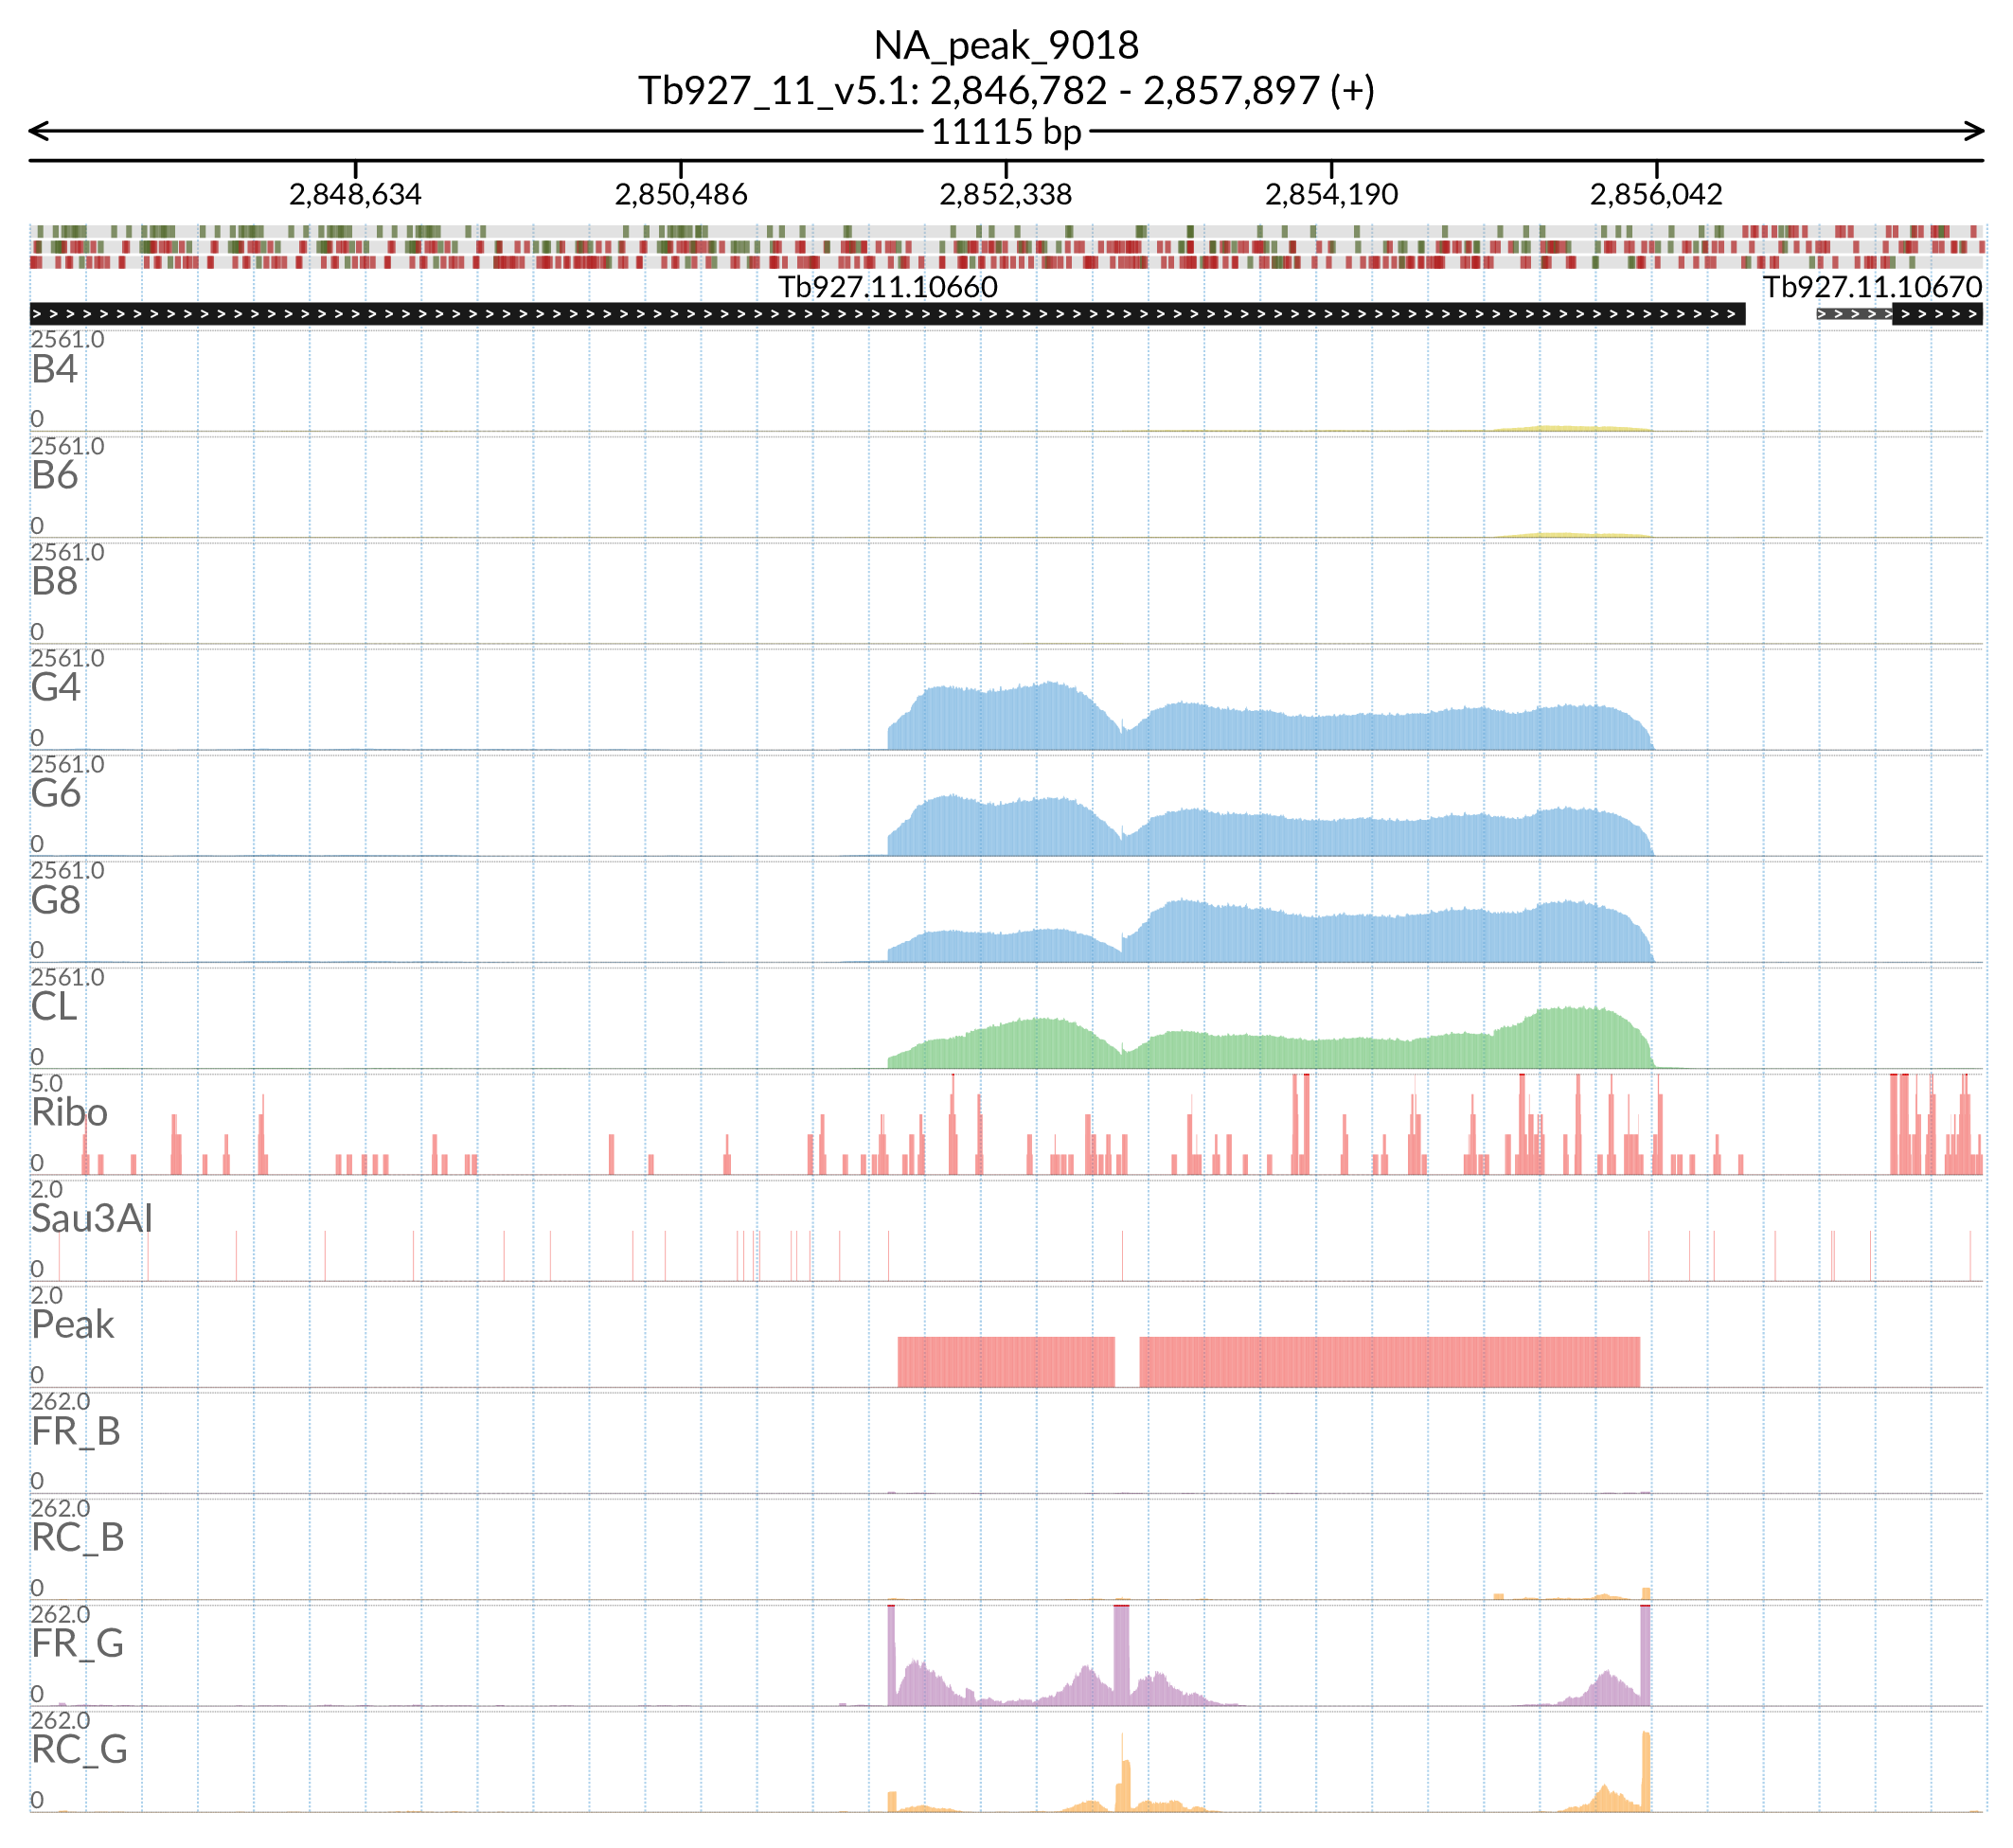 NA_peak_9018
Tb927_11_v5.1: 2,846,782 - 2,857,897 (+)
11115 bp
2,848,634 2,850,486 2,852,338 2,854,190 2,856,042
Tb927.11.10660 Tb927.11.10670
2561.0
B4
0
2561.0
B6
0
2561.0
B8
0
2561.0
G4
0
2561.0
G6
0
2561.0
G8
0
2561.0
CL
0
5.0
Ribo
0
2.0
Sau3AI
0
2.0
Peak
0
262.0
FR_B
0
262.0
RC_B
0
262.0
FR_G
0
262.0
RC_G
0